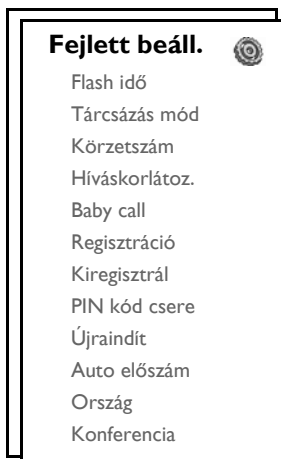 Fejlett beáll.
Flash idő
Tárcsázás mód
Körzetszám
Híváskorlátoz.
Baby call
Regisztráció
Kiregisztrál
PIN kód csere
Újraindít
Auto előszám
Ország
Konferencia